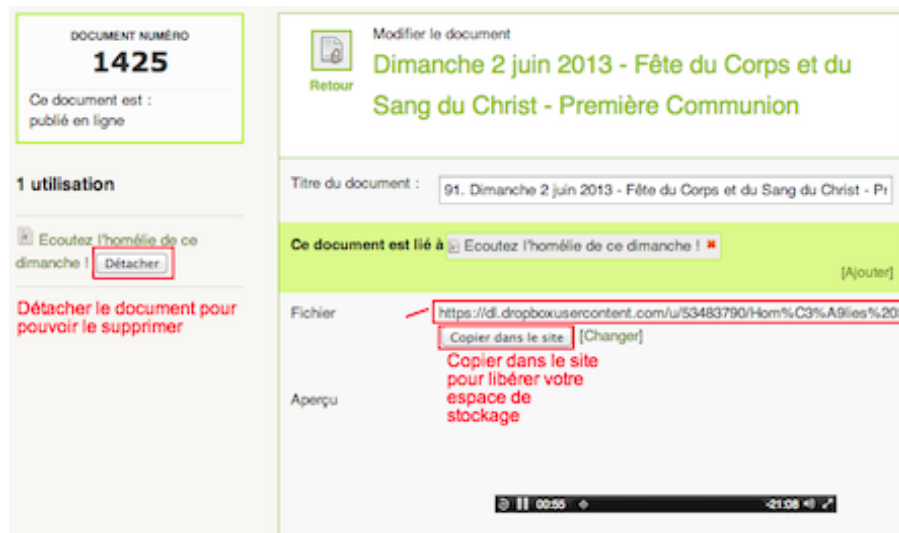 DOCUMENT NUMÉRO
1425
Ce document est :
publié en ligne
1 utilisation
Ecoutez l'homélie de ce
dimanche ! Détacher
Détacher le document pour
pouvoir le supprimer
Modifier le document
Retour
Dimanche 2 juin 2013 - Fête du Corps et du
Sang du Christ - Première Communion
Titre du document :
91. Dimanche 2 juin 2013 - Fête du Corps et du Sang du Christ - Pr
Ce document est lié à Ecoutez l'homélie de ce dimanche !
[Ajouter]
Fichier
https://dl.dropboxusercontent.com/u/53483790/Hom%C3%A9lies%20
Copier dans le site [Changer]
Copier dans le site
pour libérer votre
espace de
stockage
Aperçu
00:55 -21:08